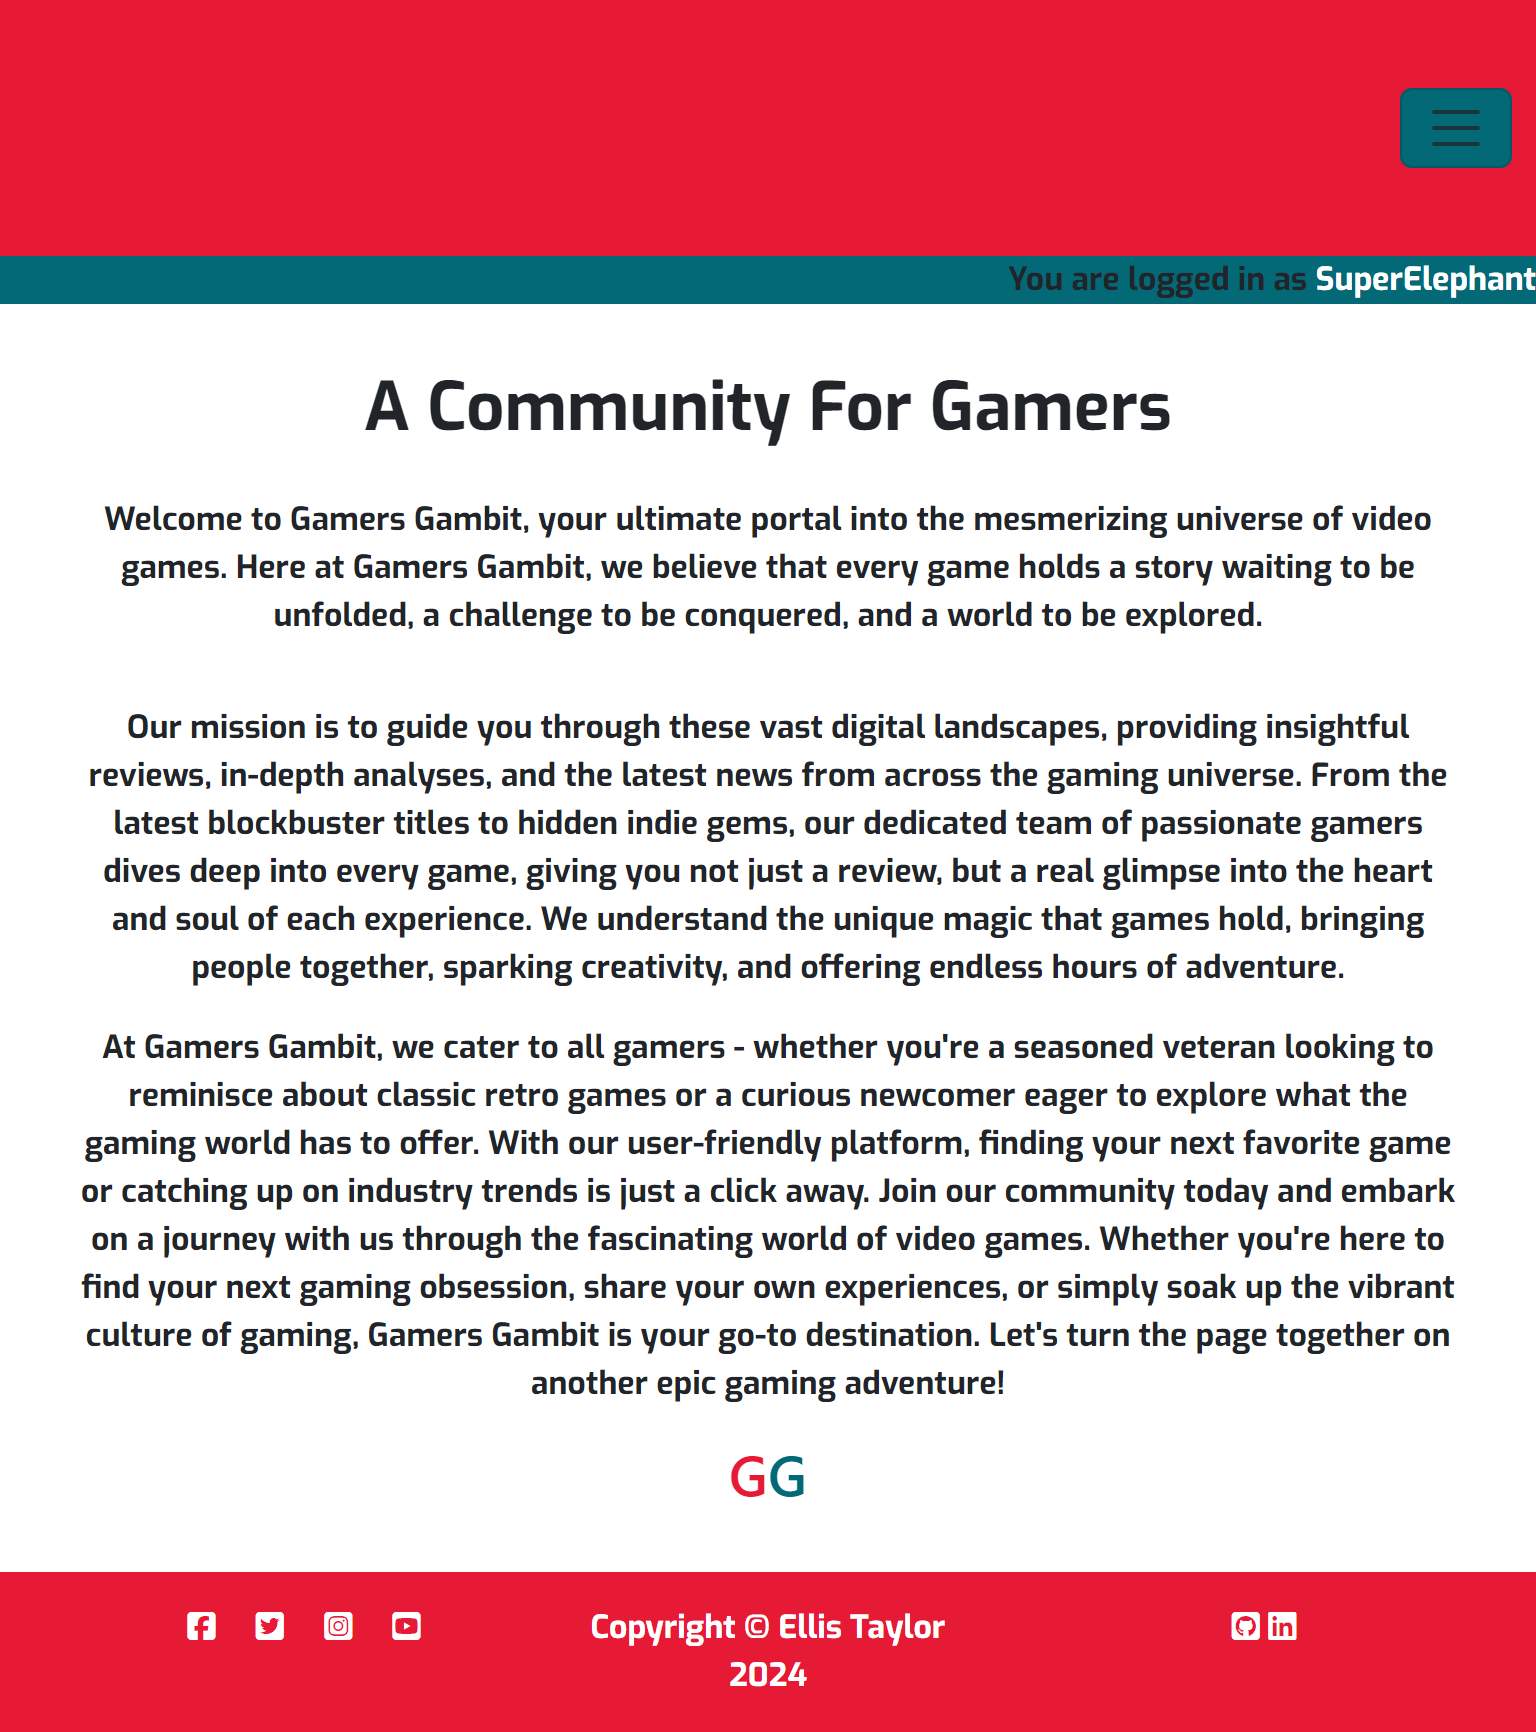 You are logged in as SuperElephant
A Community For Gamers
Welcome to Gamers Gambit, your ultimate portal into the mesmerizing universe of video
games. Here at Gamers Gambit, we believe that every game holds a story waiting to be
unfolded, a challenge to be conquered, and a world to be explored.
Our mission is to guide you through these vast digital landscapes, providing insightful
reviews, in-depth analyses, and the latest news from across the gaming universe. From the
latest blockbuster titles to hidden indie gems, our dedicated team of passionate gamers
dives deep into every game, giving you not just a review, but a real glimpse into the heart
and soul of each experience. We understand the unique magic that games hold, bringing
people together, sparking creativity, and offering endless hours of adventure.
At Gamers Gambit, we cater to all gamers - whether you're a seasoned veteran looking to
reminisce about classic retro games or a curious newcomer eager to explore what the
gaming world has to offer. With our user-friendly platform, finding your next favorite game
or catching up on industry trends is just a click away. Join our community today and embark
on a journey with us through the fascinating world of video games. Whether you're here to
find your next gaming obsession, share your own experiences, or simply soak up the vibrant
culture of gaming, Gamers Gambit is your go-to destination. Let's turn the page together on
another epic gaming adventure!
GG
Copyright © Ellis Taylor
2024